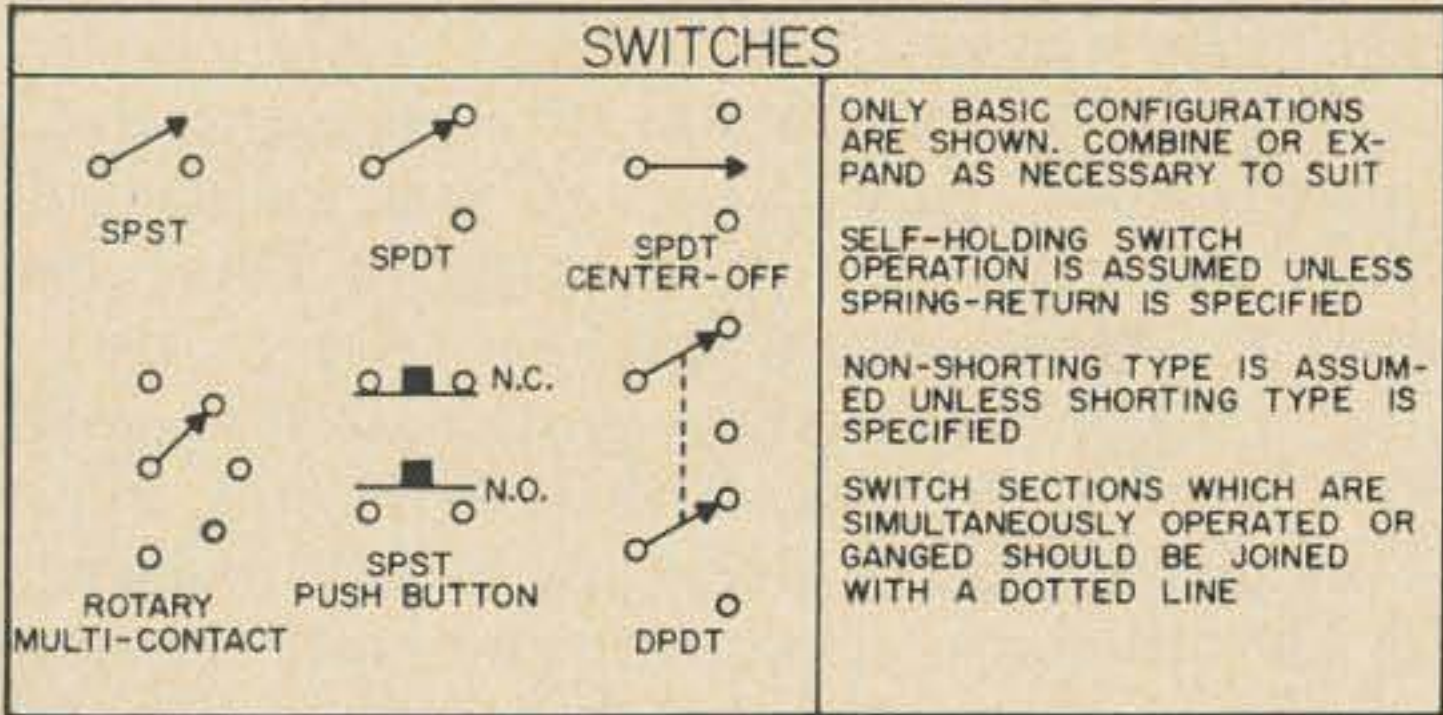 SWITCHES
SPST
SPDT
SPDT
CENTER-OFF
N.C.
N.O.
ROTARY
MULTI-CONTACT
SPST
PUSH BUTTON
DPDT
ONLY BASIC CONFIGURATIONS
ARE SHOWN. COMBINE OR EX-
PAND AS NECESSARY TO SUIT
SELF-HOLDING SWITCH
OPERATION IS ASSUMED UNLESS
SPRING-RETURN IS SPECIFIED
NON-SHORTING TYPE IS ASSUM-
ED UNLESS SHORTING TYPE IS
SPECIFIED
SWITCH SECTIONS WHICH ARE
SIMULTANEOUSLY OPERATED OR
GANGED SHOULD BE JOINED
WITH A DOTTED LINE